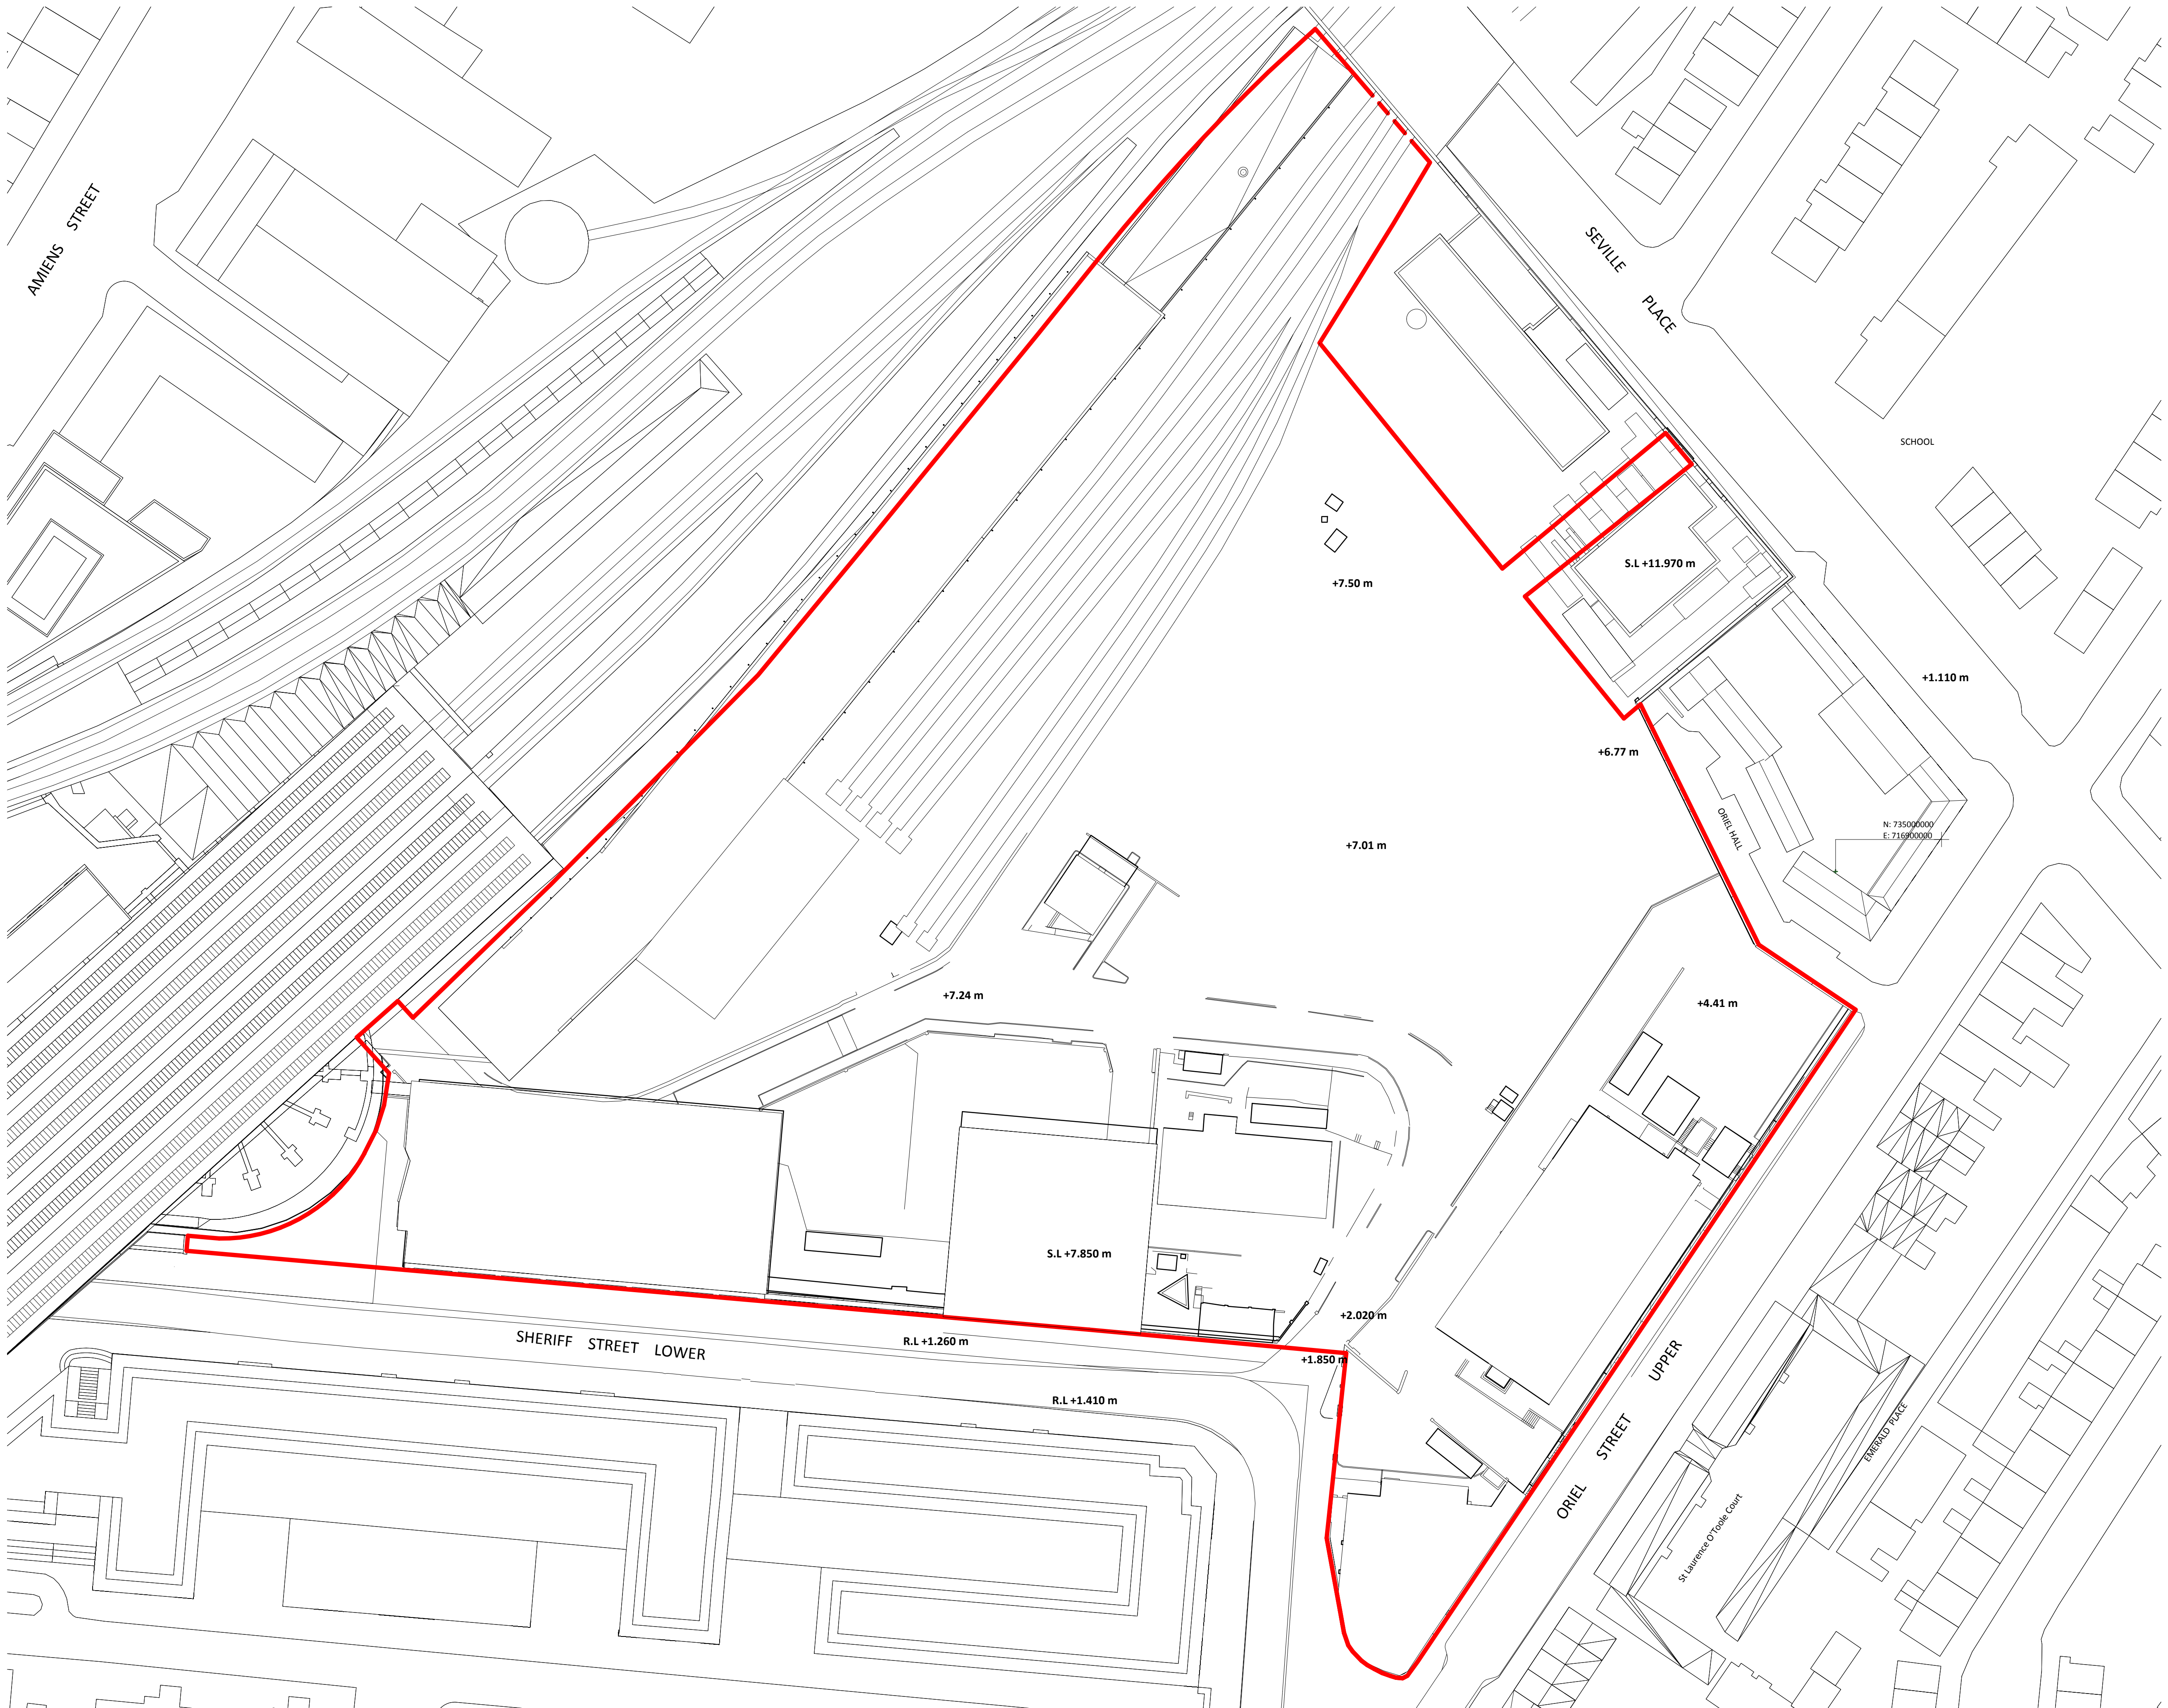 AMIENS STREET
SEVILLE PLACE
SCHOOL
S.L +11.970 m
+7.50 m
+1.110 m
+6.77 m
ORIEL HALL
N: 735000000
E: 716900000
+7.01 m
+7.24 m
+4.41 m
S.L +7.850 m
+2.020 m
SHERIFF STREET LOWER
R.L +1.260 m
+1.850 m
R.L +1.410 m
ORIEL STREET UPPER
EMERALD PLACE
St Laurence O'Toole Court